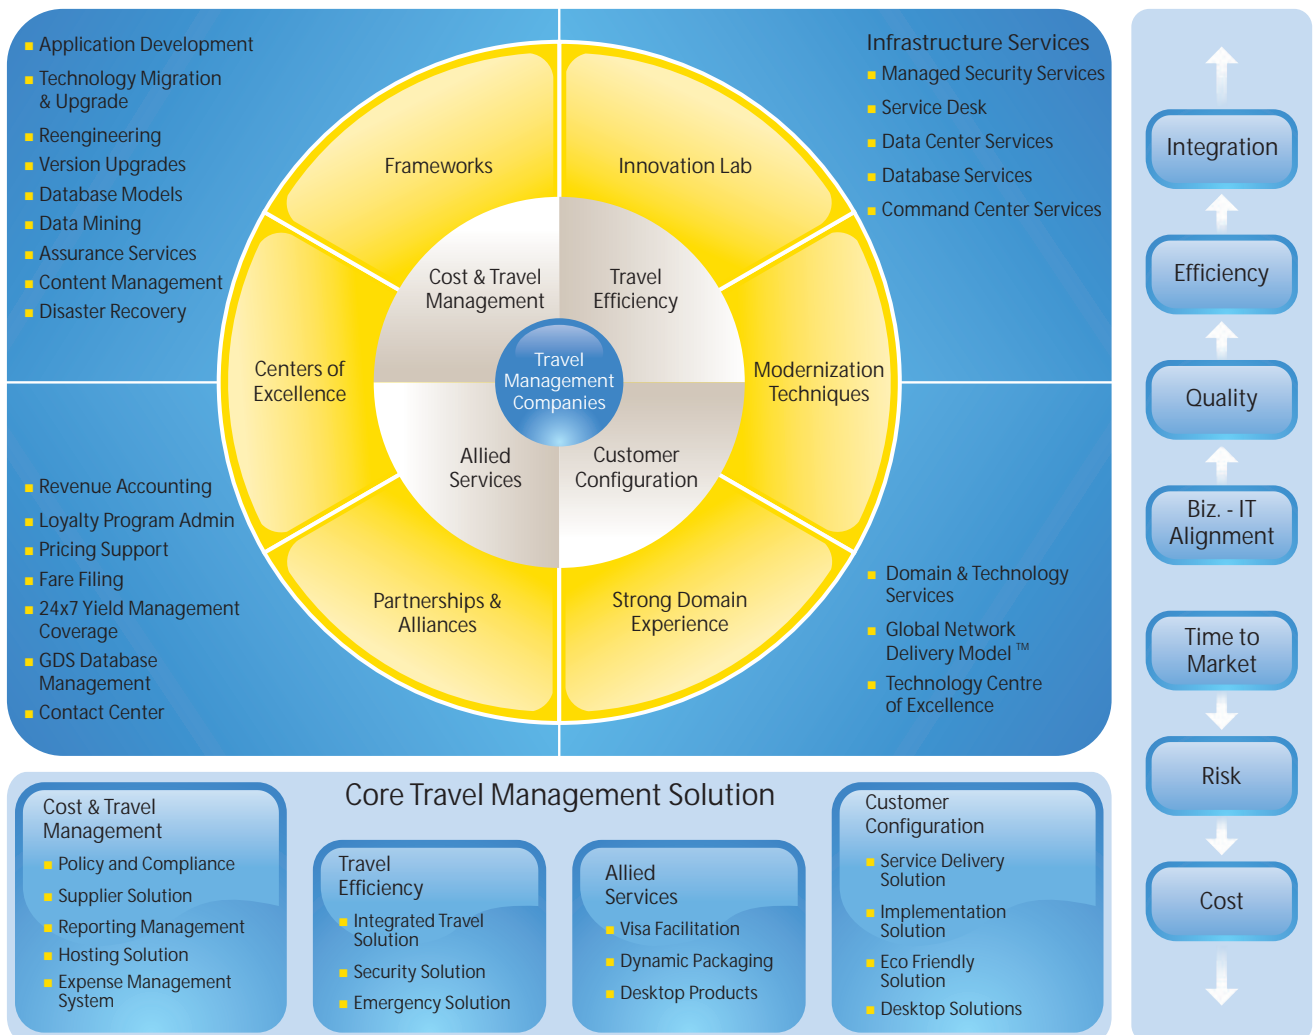 Application Development
Technology Migration
& Upgrade
Reengineering
Version Upgrades
Database Models
Data Mining
Assurance Services
Content Management
Disaster Recovery
Infrastructure Services
Managed Security Services
Service Desk
Data Center Services
Database Services
Command Center Services
Frameworks
Innovation Lab
Centers of
Excellence
Modernization
Techniques
Partnerships &
Alliances
Strong Domain
Experience
Cost & Travel
Management
Travel
Efficiency
Travel
Management
Companies
Allied
Services
Customer
Configuration
Revenue Accounting
Loyalty Program Admin
Pricing Support
Fare Filing
24x7 Yield Management
Coverage
GDS Database
Management
Contact Center
Domain & Technology
Services
Global Network
Delivery Model ™
Technology Centre
of Excellence
Core Travel Management Solution
Cost & Travel
Management
Policy and Compliance
Supplier Solution
Reporting Management
Hosting Solution
Expense Management
System
Travel
Efficiency
Integrated Travel
Solution
Security Solution
Emergency Solution
Allied
Services
Visa Facilitation
Dynamic Packaging
Desktop Products
Customer
Configuration
Service Delivery
Solution
Implementation
Solution
Eco Friendly
Solution
Desktop Solutions
Integration
Efficiency
Quality
Biz. - IT
Alignment
Time to
Market
Risk
Cost